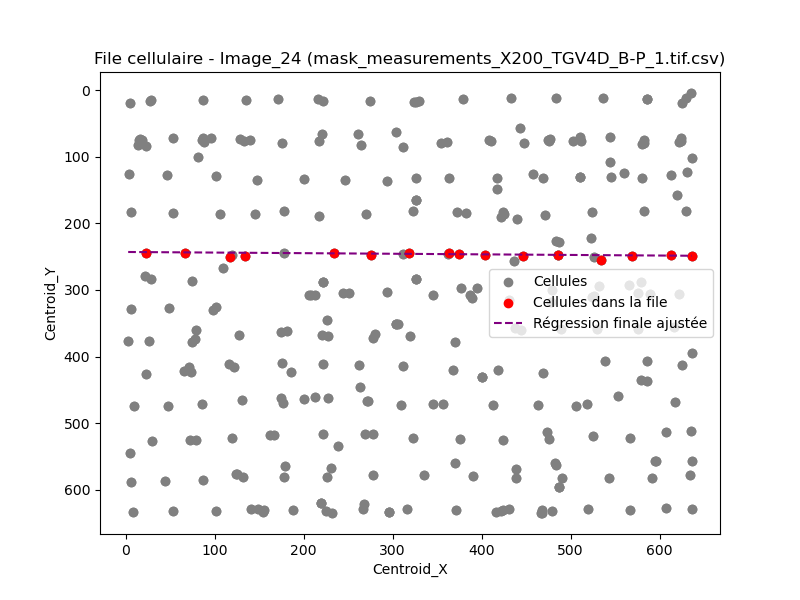 File cellulaire - Image_24 (mask_measurements_X200_TGV4D_B-P_1.tif.csv)
Centroid_Y
0
100
200
300
400
500
600
Cellules
Cellules dans la file
Régression finale ajustée
0 100 200 300 400 500 600
Centroid_X